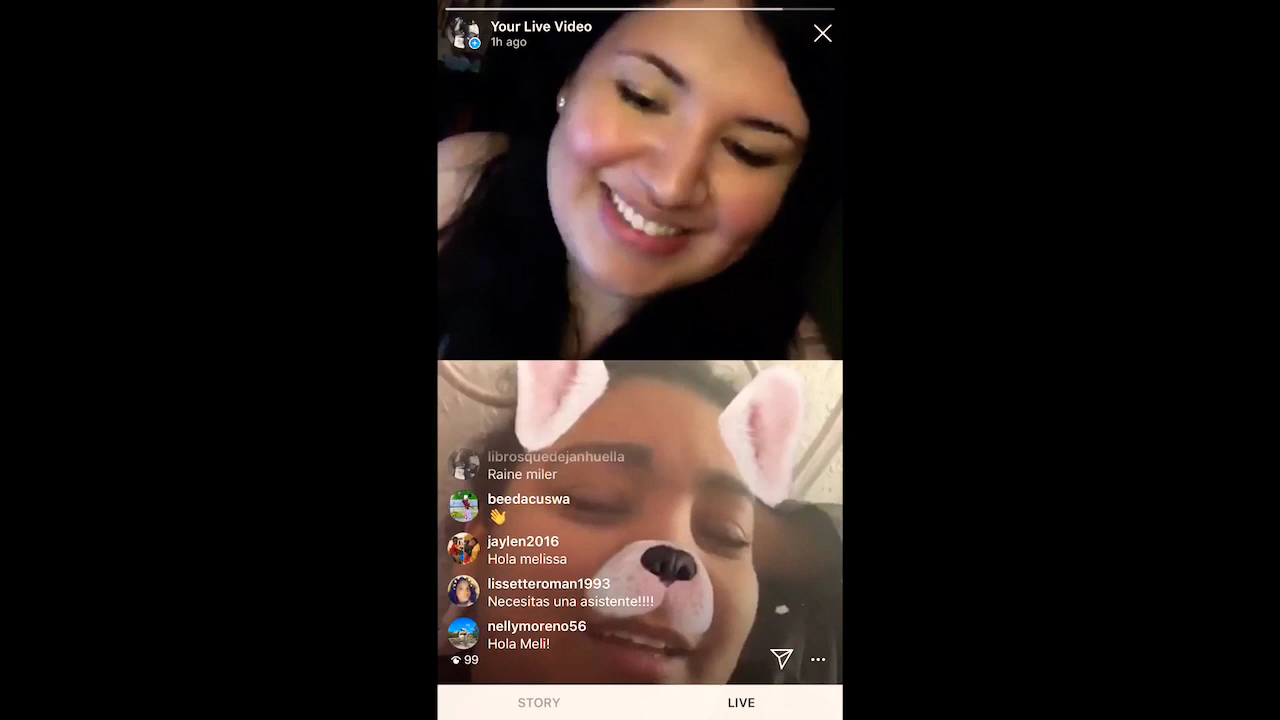 Your Live Video
1h ago
librosquedejanhuella
Raine miler
beedacuswa
👋
jaylen2016
Hola melissa
lissetteroman1993
Necesitas una asistente!!!!
nellymoreno56
Hola Meli!
99
STORY
LIVE